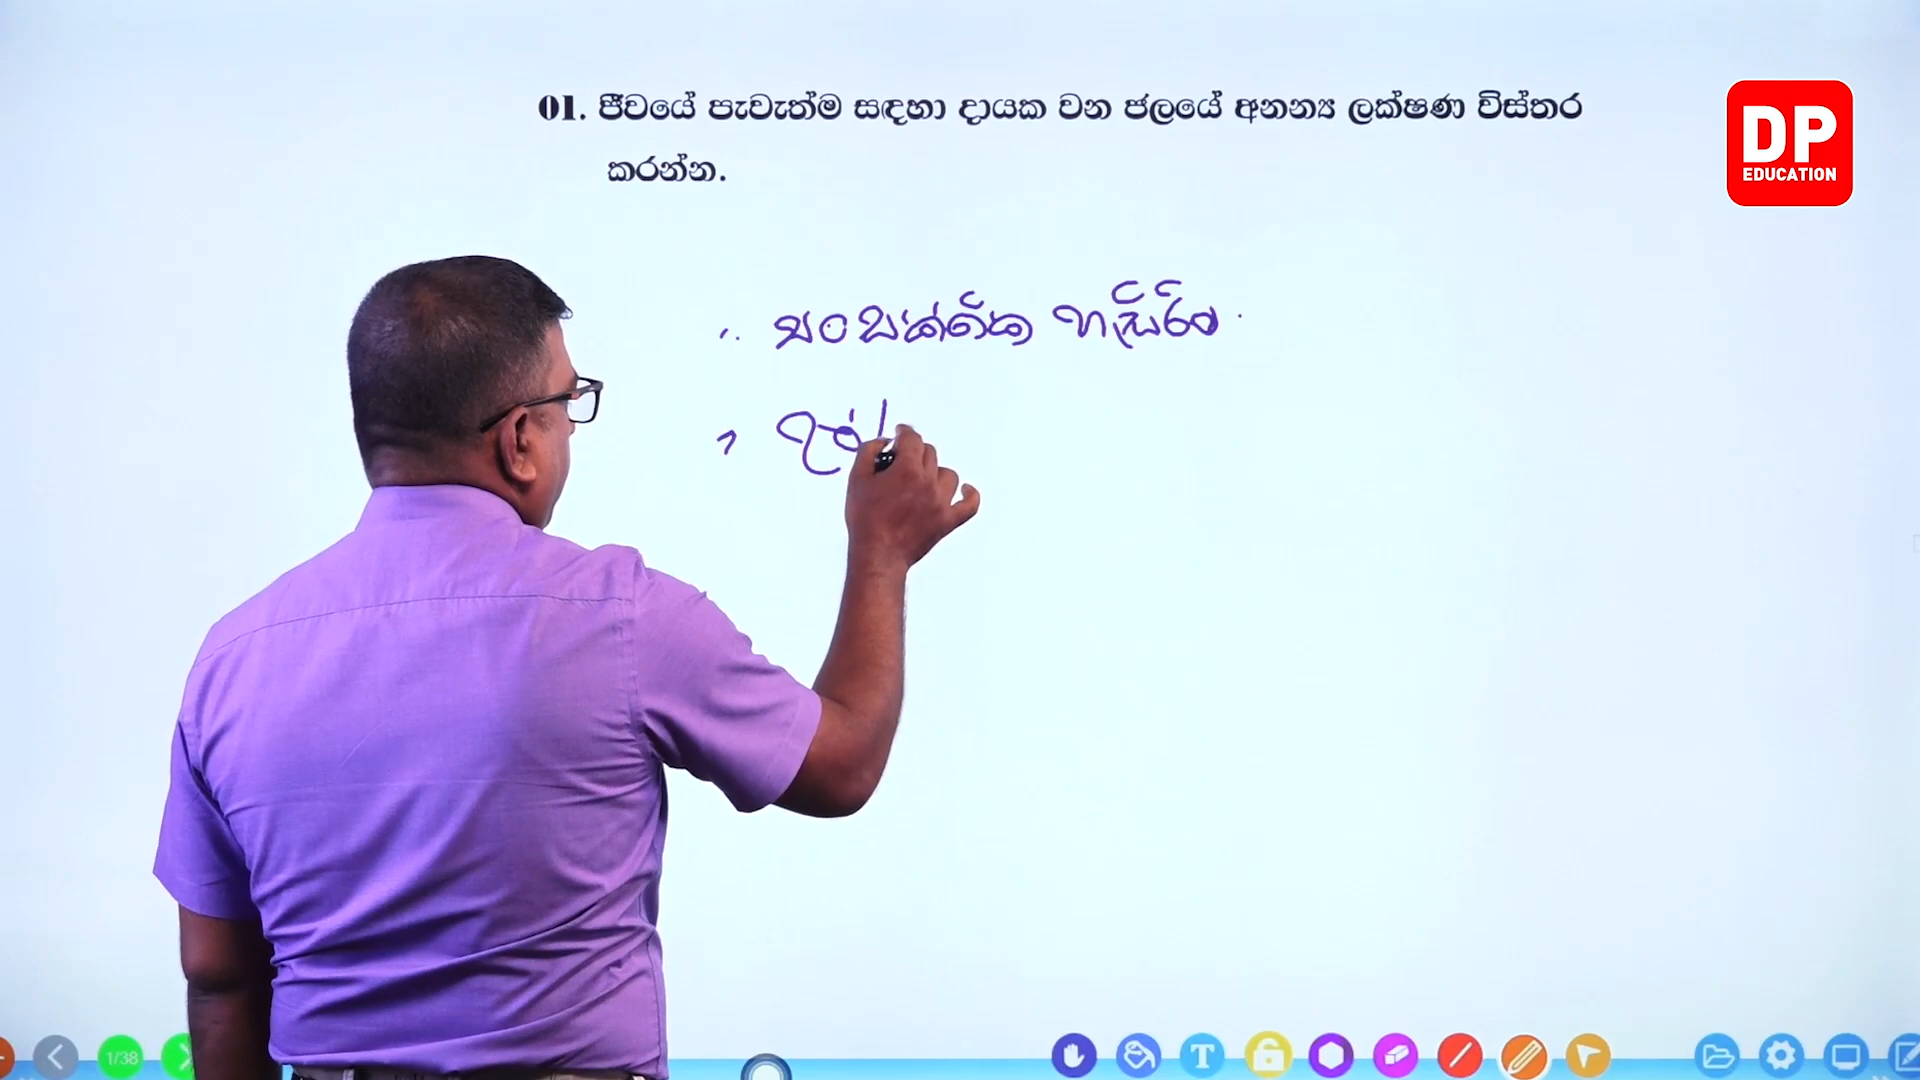 01. ජීවයේ පැවැත්ම සඳහා දායක වන ජලයේ අනන්‍ය ලක්ෂණ විස්තර
කරන්න.
DP
EDUCATION
සංසක්තික හැසිරීම
1/38
T